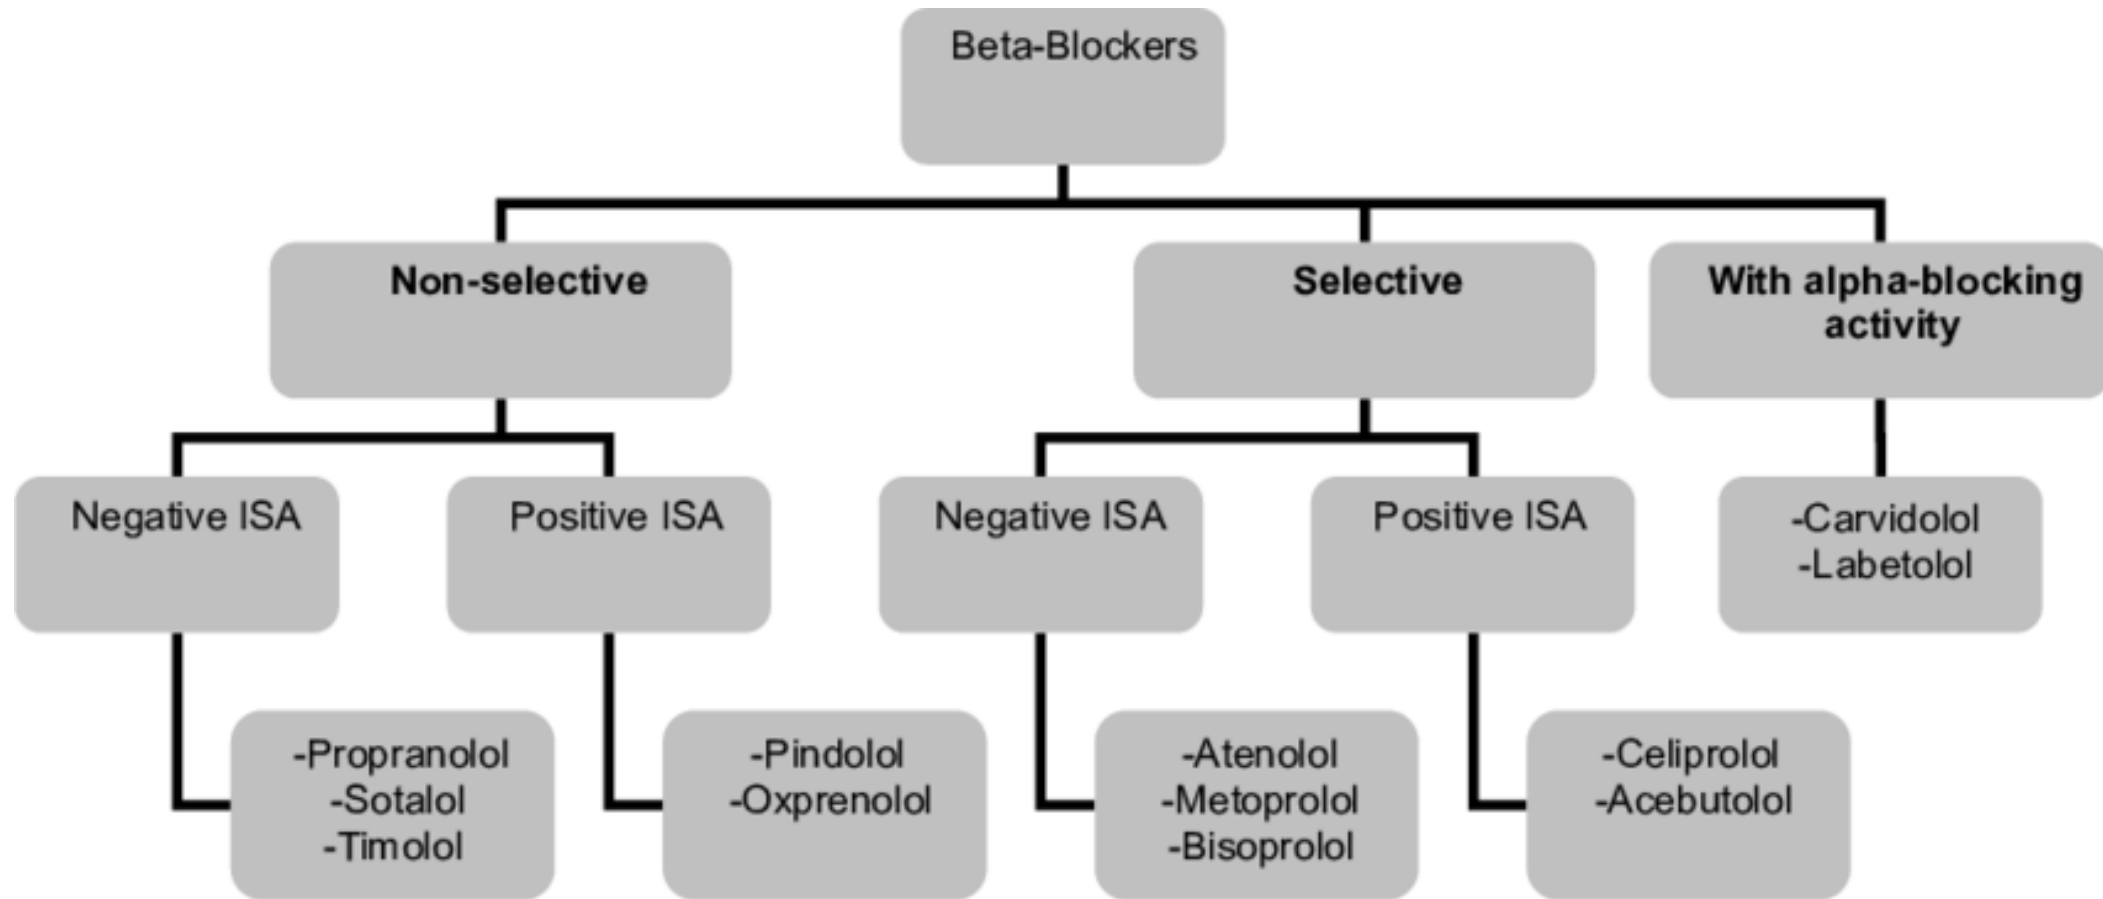 Beta-Blockers
Non-selective
Selective
With alpha-blocking
activity
Negative ISA
Positive ISA
Negative ISA
Positive ISA
-Carvidolol
-Labetolol
-Propranolol
-Sotalol
-Timolol
-Pindolol
-Oxprenolol
-Atenolol
-Metoprolol
-Bisoprolol
-Celiprolol
-Acebutolol